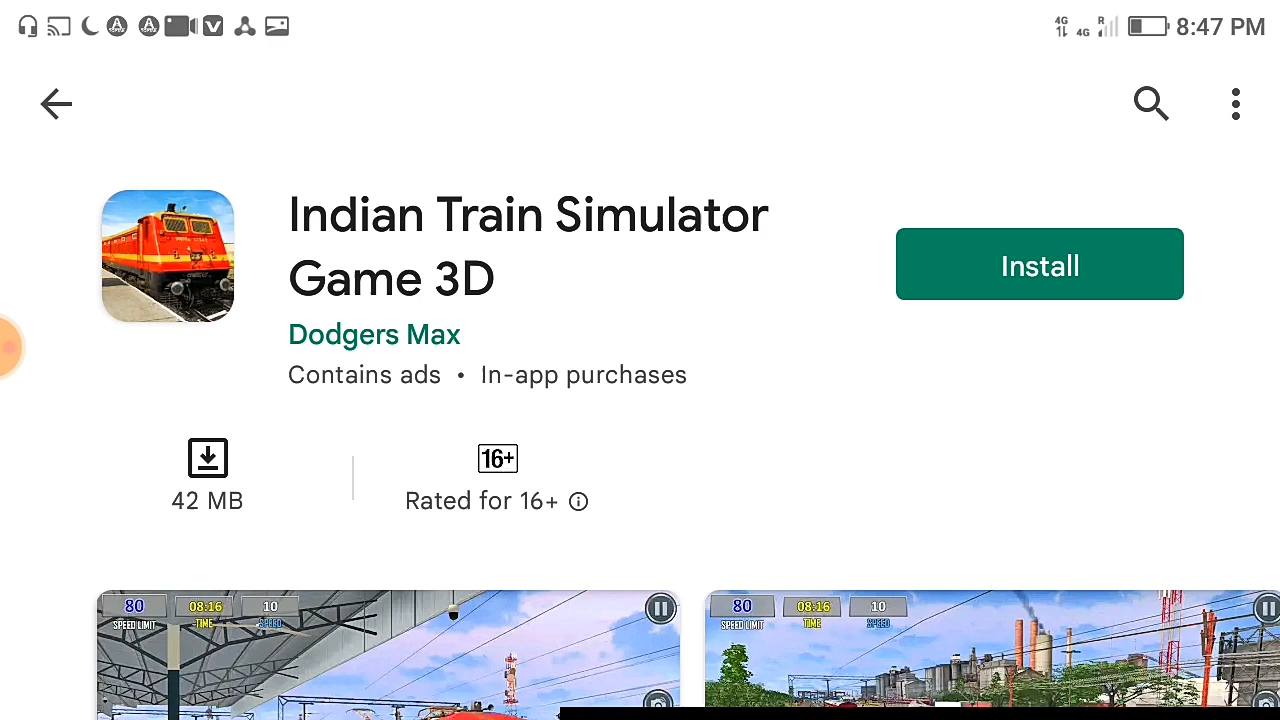 4G R 4G 8:47 PM
Indian Train Simulator
Game 3D
Install
Dodgers Max
Contains ads • In-app purchases
16+
42 MB
Rated for 16+
80 08:16 10
SPEED LIMIT TIME SPEED
80 08:16 10
SPEED LIMIT TIME SPEED